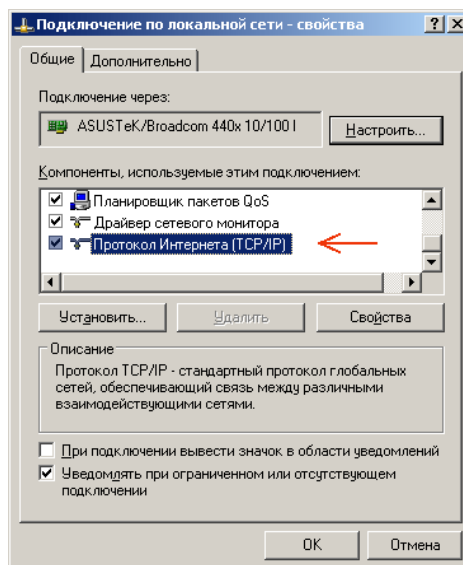 Подключение по локальной сети - свойства
Общие Дополнительно
Подключение через:
ASUSTeK/Broadcom 440x 10/100 I Настроить...
Компоненты, используемые этим подключением:
Планировщик пакетов QoS
Драйвер сетевого монитора
Протокол Интернета (TCP/IP)
Установить... Удалить Свойства
Описание
Протокол TCP/IP - стандартный протокол глобальных
сетей, обеспечивающий связь между различными
взаимодействующими сетями.
При подключении вывести значок в области уведомлений
Уведомлять при ограниченном или отсутствующем
подключении
OK Отмена